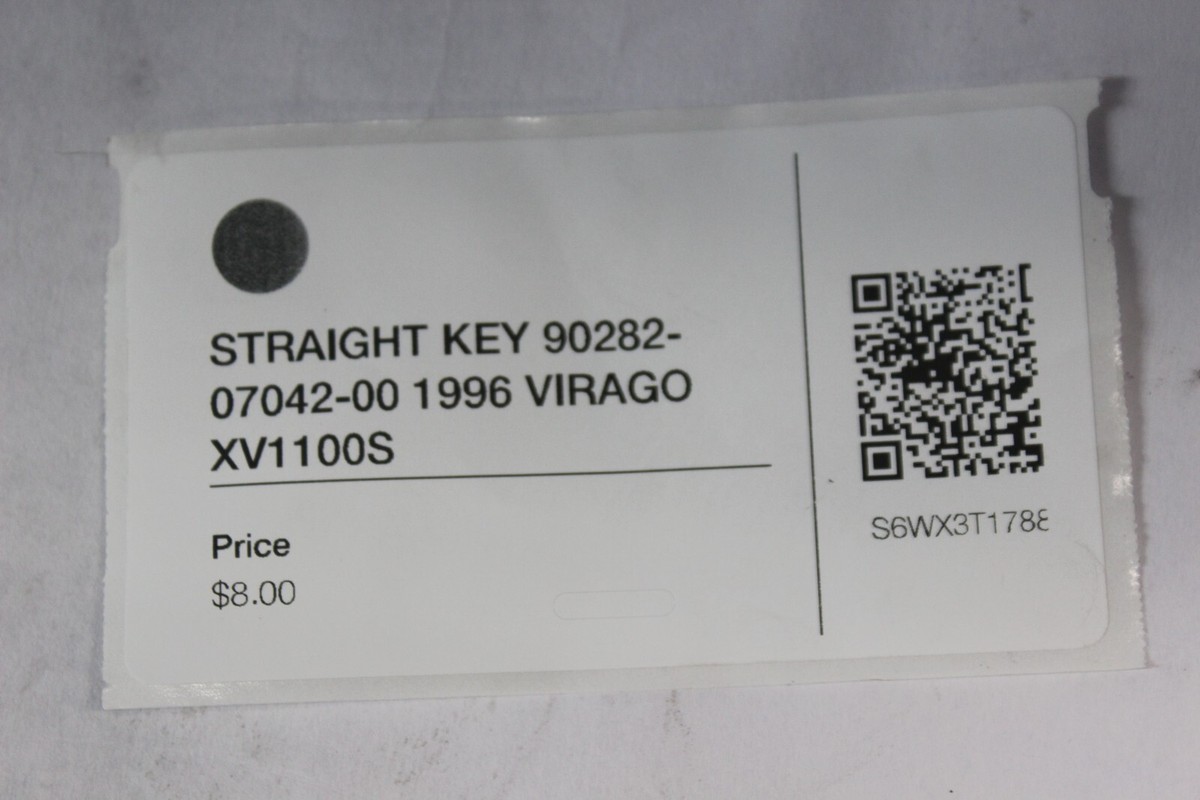 STRAIGHT KEY 90282-
07042-00 1996 VIRAGO
XV1100S
Price
$8.00
S6WX3T1788